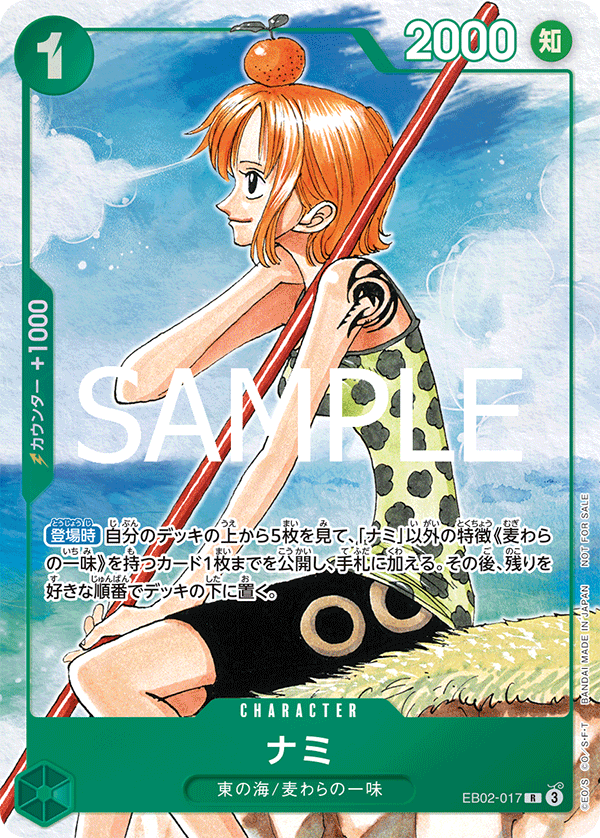 1
2000 知
カウンター +1000
SAMPLE
登場時 自分のデッキの上から5枚を見て、「ナミ」以外の特徴《麦わら
の一味》を持つカード1枚までを公開し、手札に加える。その後、残りを
好きな順番でデッキの下に置く。
CHARACTER
ナミ
東の海/麦わらの一味
EB02-017 R 3
©E.O/S ©O/S・F・T BANDAI MADE IN JAPAN NOT FOR SALE